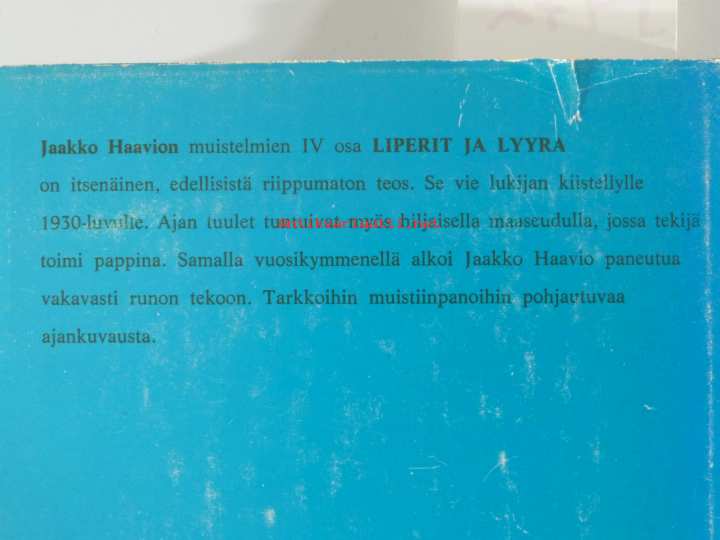 Jaakko Haavion muistelmien IV osa LIPERIT JA LYYRA
on itsenäinen, edellisistä riippumaton teos. Se vie lukijan kiistellylle
1930-luvulle. Ajan tuulet tuntuivat myös hiljaisella maaseudulla, jossa tekijä
toimi pappina. Samalla vuosikymmenellä alkoi Jaakko Haavio paneutua
vakavasti runon tekoon. Tarkkoihin muistiinpanoihin pohjautuvaa
ajankuvausta.